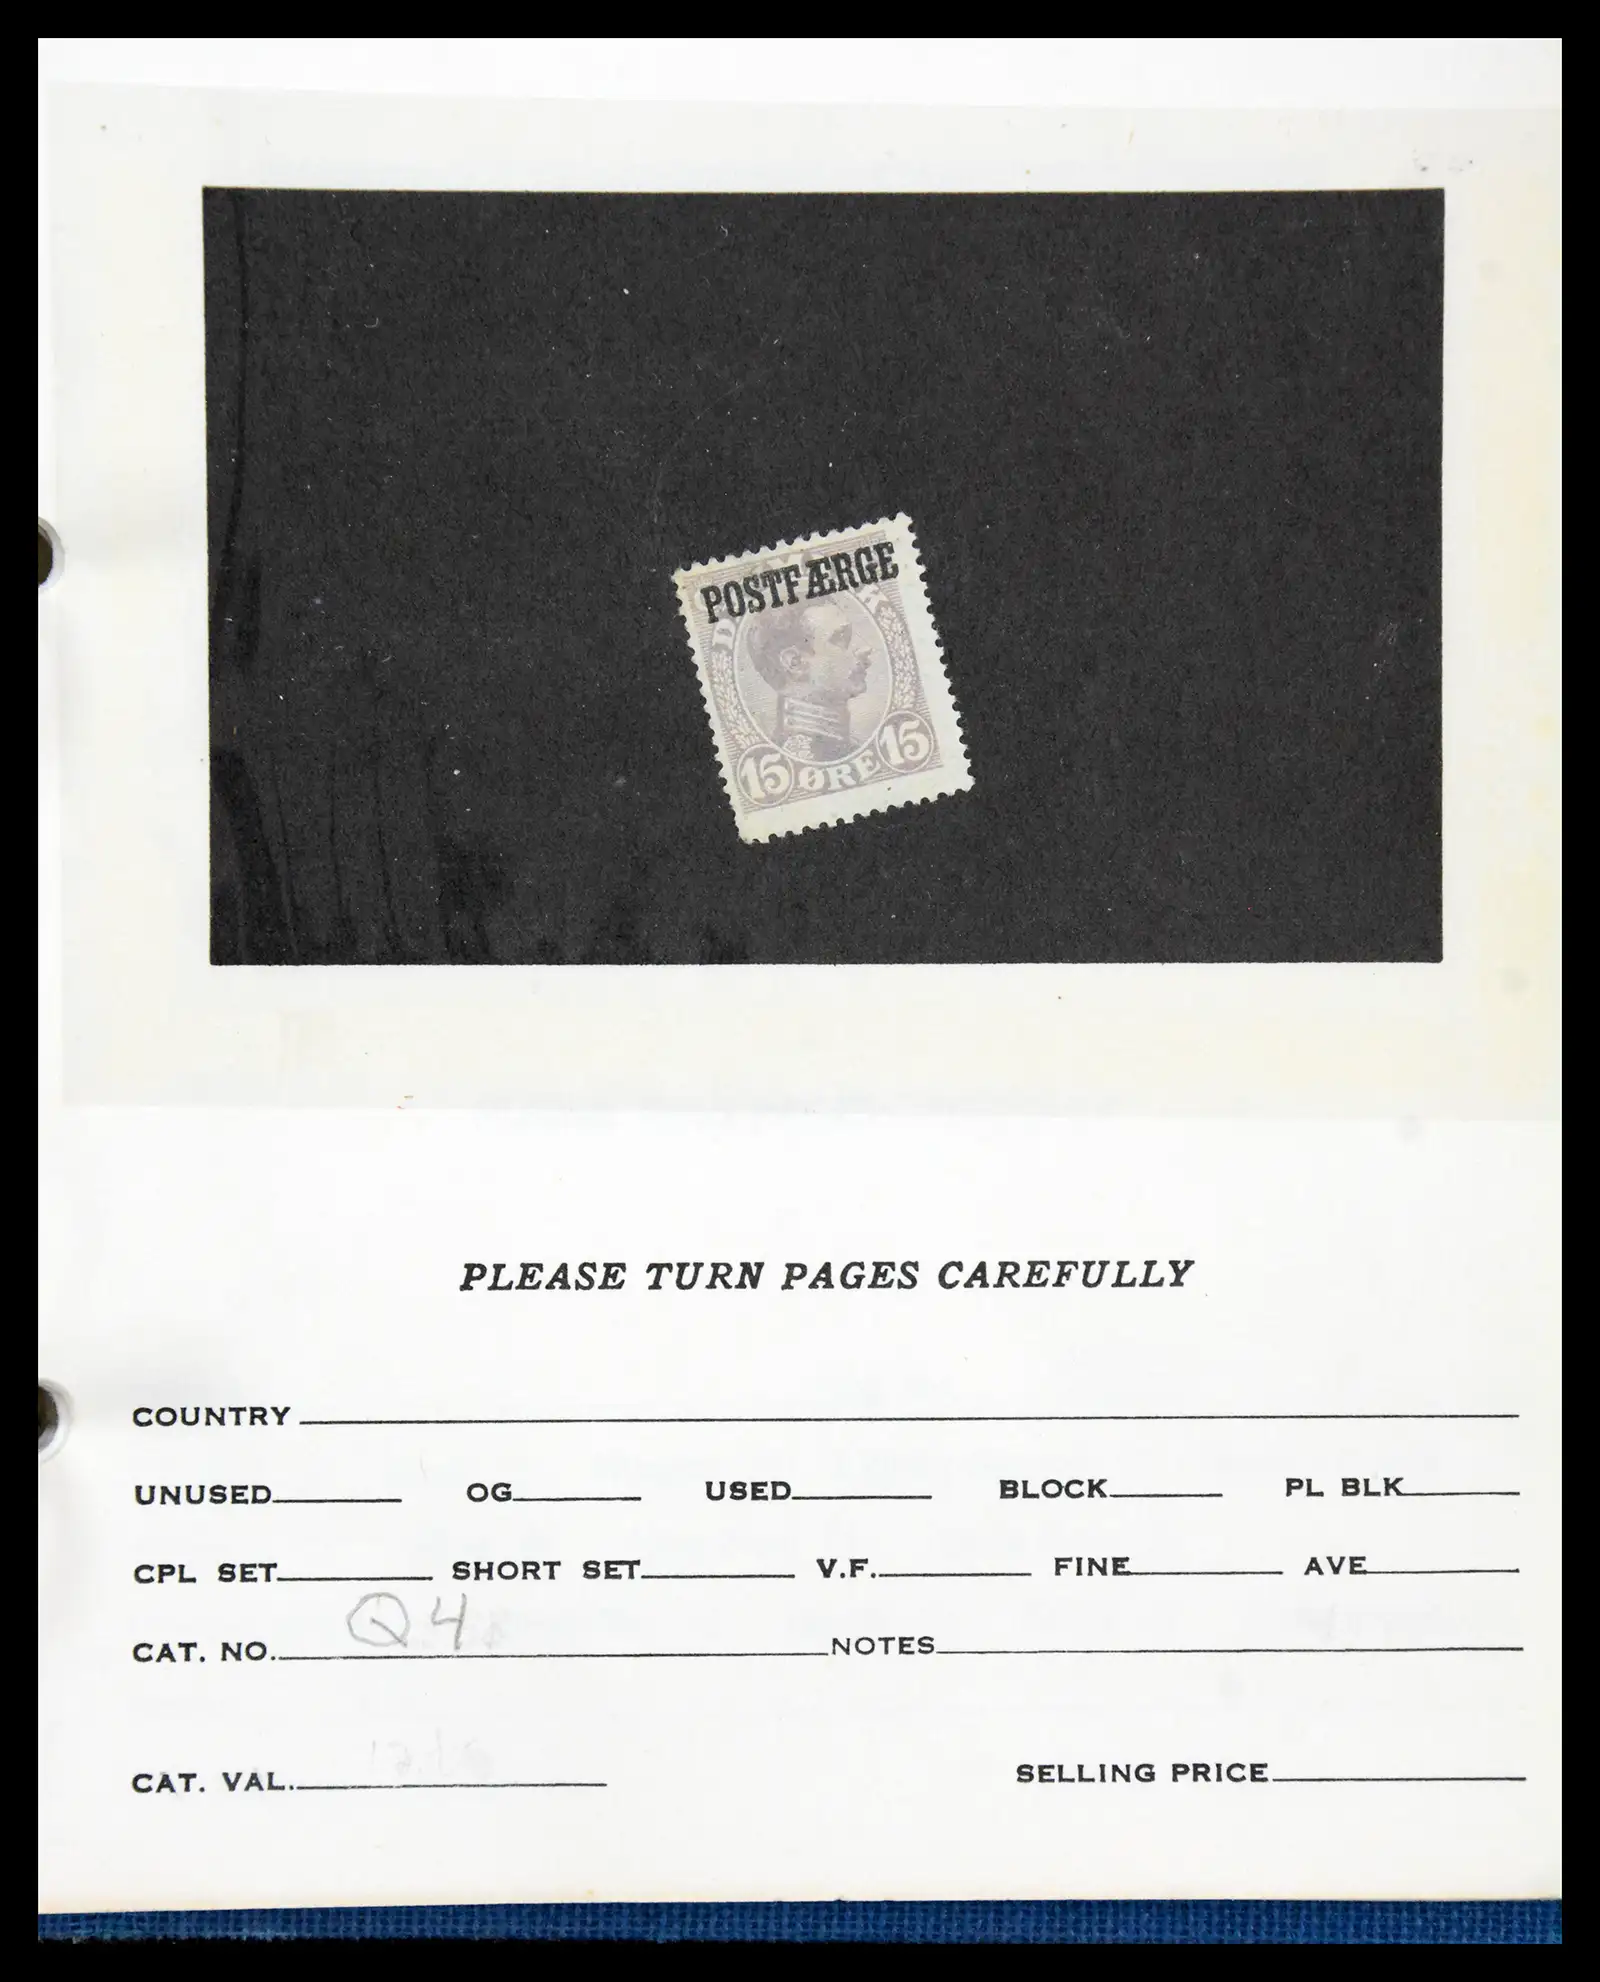 POSTFÆRGE
15 ØRE 15
PLEASE TURN PAGES CAREFULLY
COUNTRY
UNUSED OG USED BLOCK PL BLK
CPL SET SHORT SET V.F. FINE AVE
CAT. NO. Q4 NOTES
CAT. VAL. SELLING PRICE